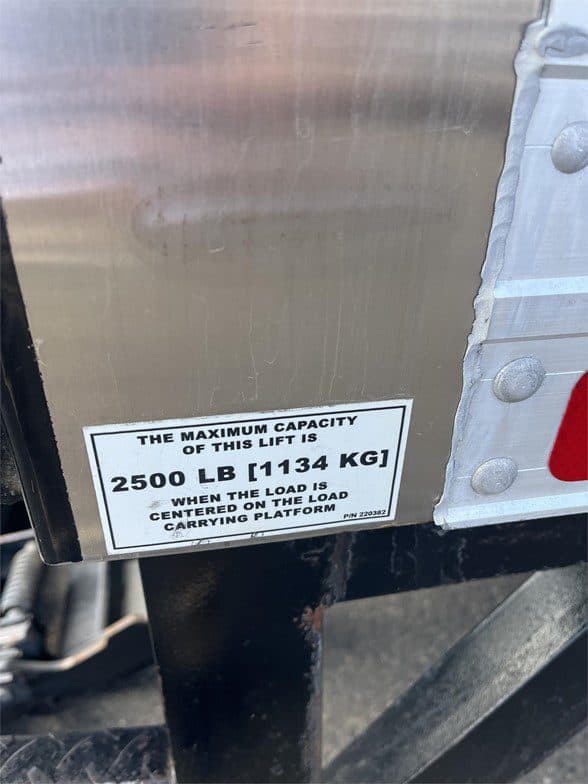 THE MAXIMUM CAPACITY
OF THIS LIFT IS
2500 LB [1134 KG]
WHEN THE LOAD IS
CENTERED ON THE LOAD
CARRYING PLATFORM
P/N 220382